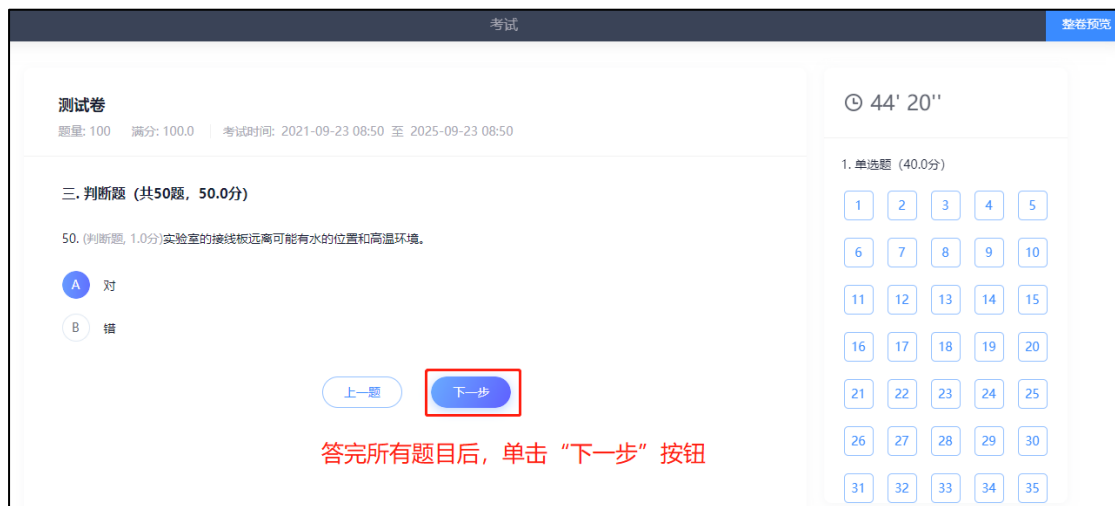 考试
整卷预览
测试卷
题量: 100 满分: 100.0 考试时间: 2021-09-23 08:50 至 2025-09-23 08:50
三. 判断题（共50题，50.0分）
50. (判断题, 1.0分)实验室的接线板远离可能有水的位置和高温环境。
A 对
B 错
上一题 下一步
答完所有题目后，单击“下一步”按钮
44' 20''
1. 单选题（40.0分）
1 2 3 4 5
6 7 8 9 10
11 12 13 14 15
16 17 18 19 20
21 22 23 24 25
26 27 28 29 30
31 32 33 34 35